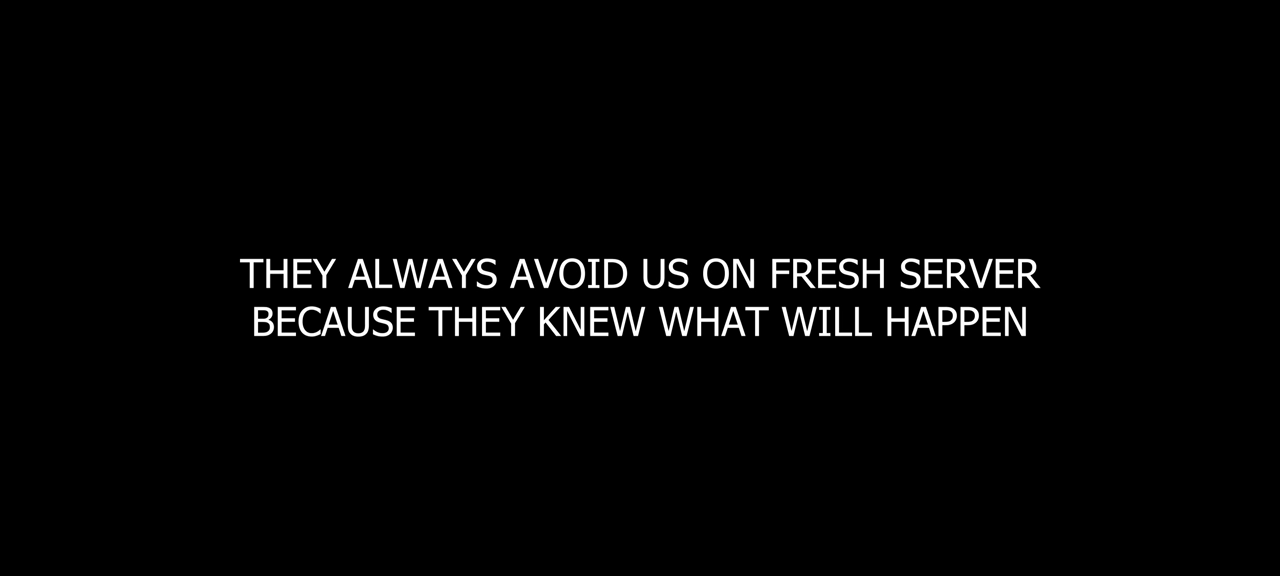 THEY ALWAYS AVOID US ON FRESH SERVER
BECAUSE THEY KNEW WHAT WILL HAPPEN